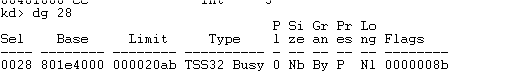 kd> dg 28
P Si Gr Pr Lo
Sel Base Limit Type l ze an es ng Flags
---- -------- -------- ---------- - -- -- -- -- --------
0028 801e4000 000020ab TSS32 Busy 0 Nb By P Nl 0000008b